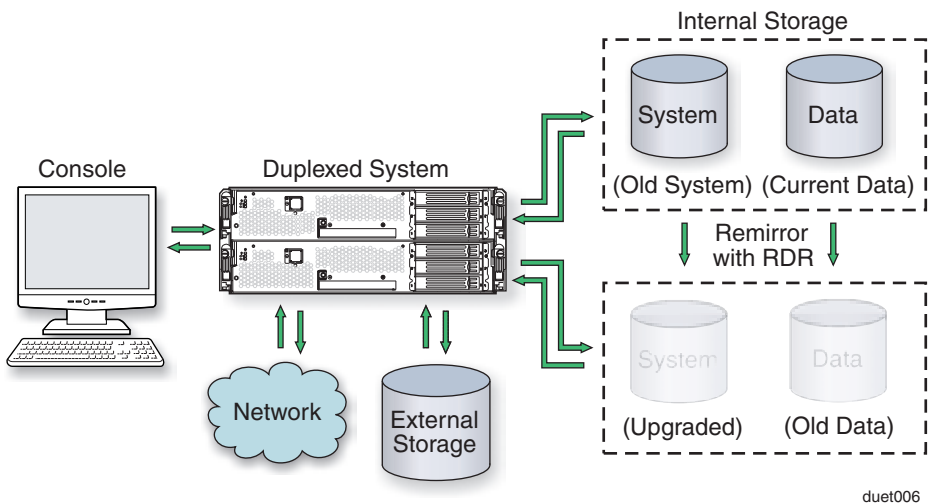 Internal Storage
System
Data
(Old System) (Current Data)
Console
Duplexed System
Remirror
with RDR
System
Data
(Upgraded)
(Old Data)
Network
External
Storage
duet006